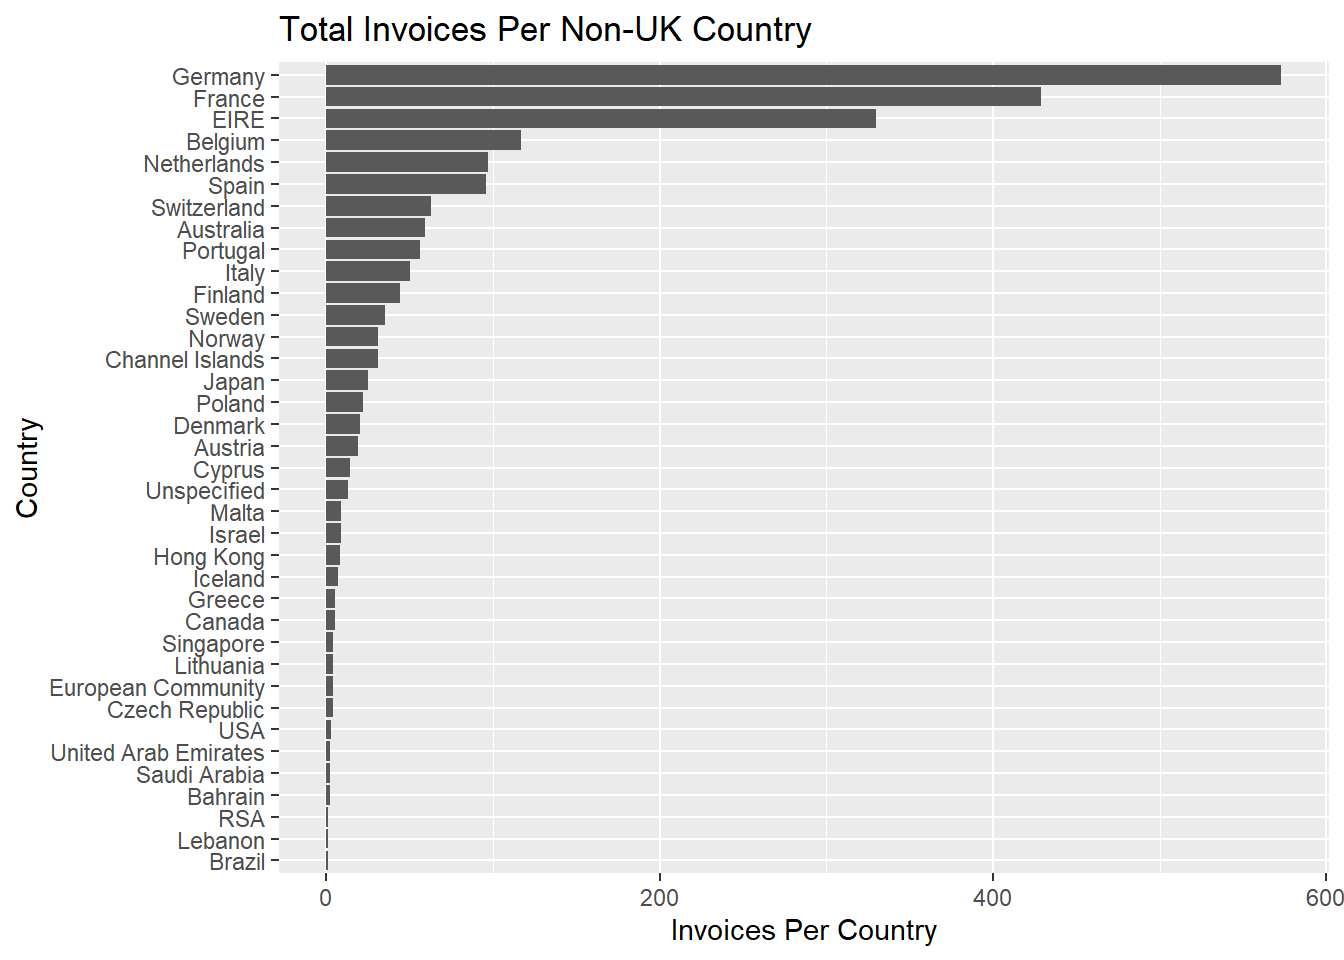 Total Invoices Per Non-UK Country
Germany
France
EIRE
Belgium
Netherlands
Spain
Switzerland
Australia
Portugal
Italy
Finland
Sweden
Norway
Channel Islands
Japan
Poland
Denmark
Austria
Cyprus
Unspecified
Malta
Israel
Hong Kong
Iceland
Greece
Canada
Singapore
Lithuania
European Community
Czech Republic
USA
United Arab Emirates
Saudi Arabia
Bahrain
RSA
Lebanon
Brazil
Country
0 200 400 600
Invoices Per Country